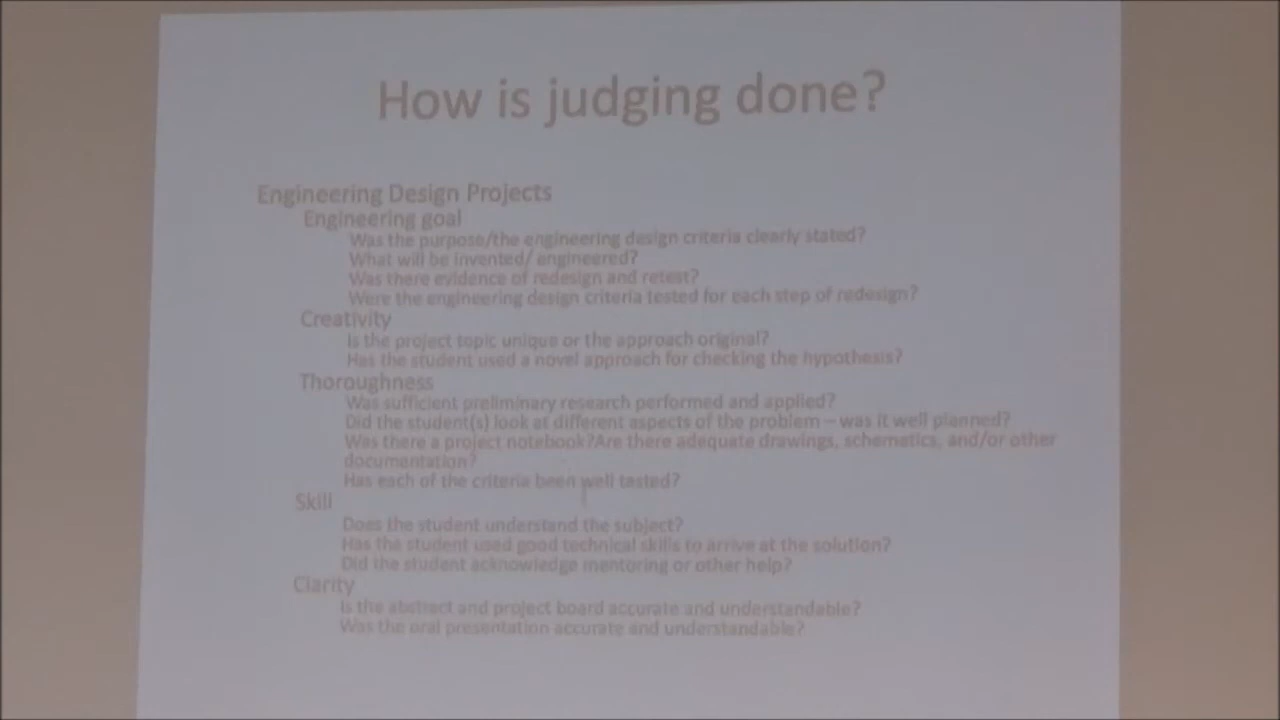 How is judging done?
Engineering Design Projects
Engineering goal
Was the purpose/the engineering design criteria clearly stated?
What will be invented/ engineered?
Was there evidence of redesign and retest?
Were the engineering design criteria tested for each step of redesign?
Creativity
Is the project topic unique or the approach original?
Has the student used a novel approach for checking the hypothesis?
Thoroughness
Was sufficient preliminary research performed and applied?
Did the student(s) look at different aspects of the problem – was it well planned?
Was there a project notebook?Are there adequate drawings, schematics, and/or other
documentation?
Has each of the criteria been well tested?
Skill
Does the student understand the subject?
Has the student used good technical skills to arrive at the solution?
Did the student acknowledge mentoring or other help?
Clarity
Is the abstract and project board accurate and understandable?
Was the oral presentation accurate and understandable?